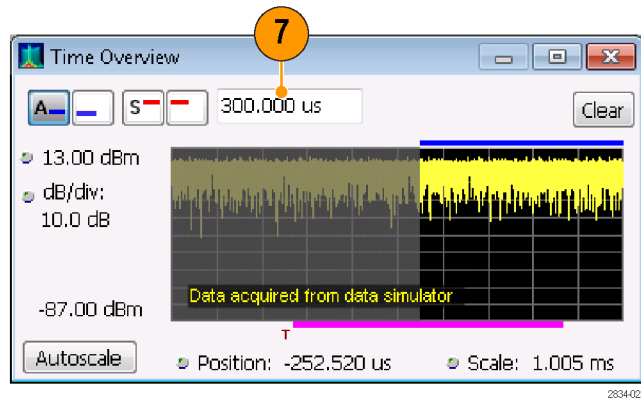 7
Time Overview
A S 300.000 us Clear
13.00 dBm
dB/div:
10.0 dB
-87.00 dBm
Data acquired from data simulator
T
Autoscale Position: -252.520 us Scale: 1.005 ms
2834-02